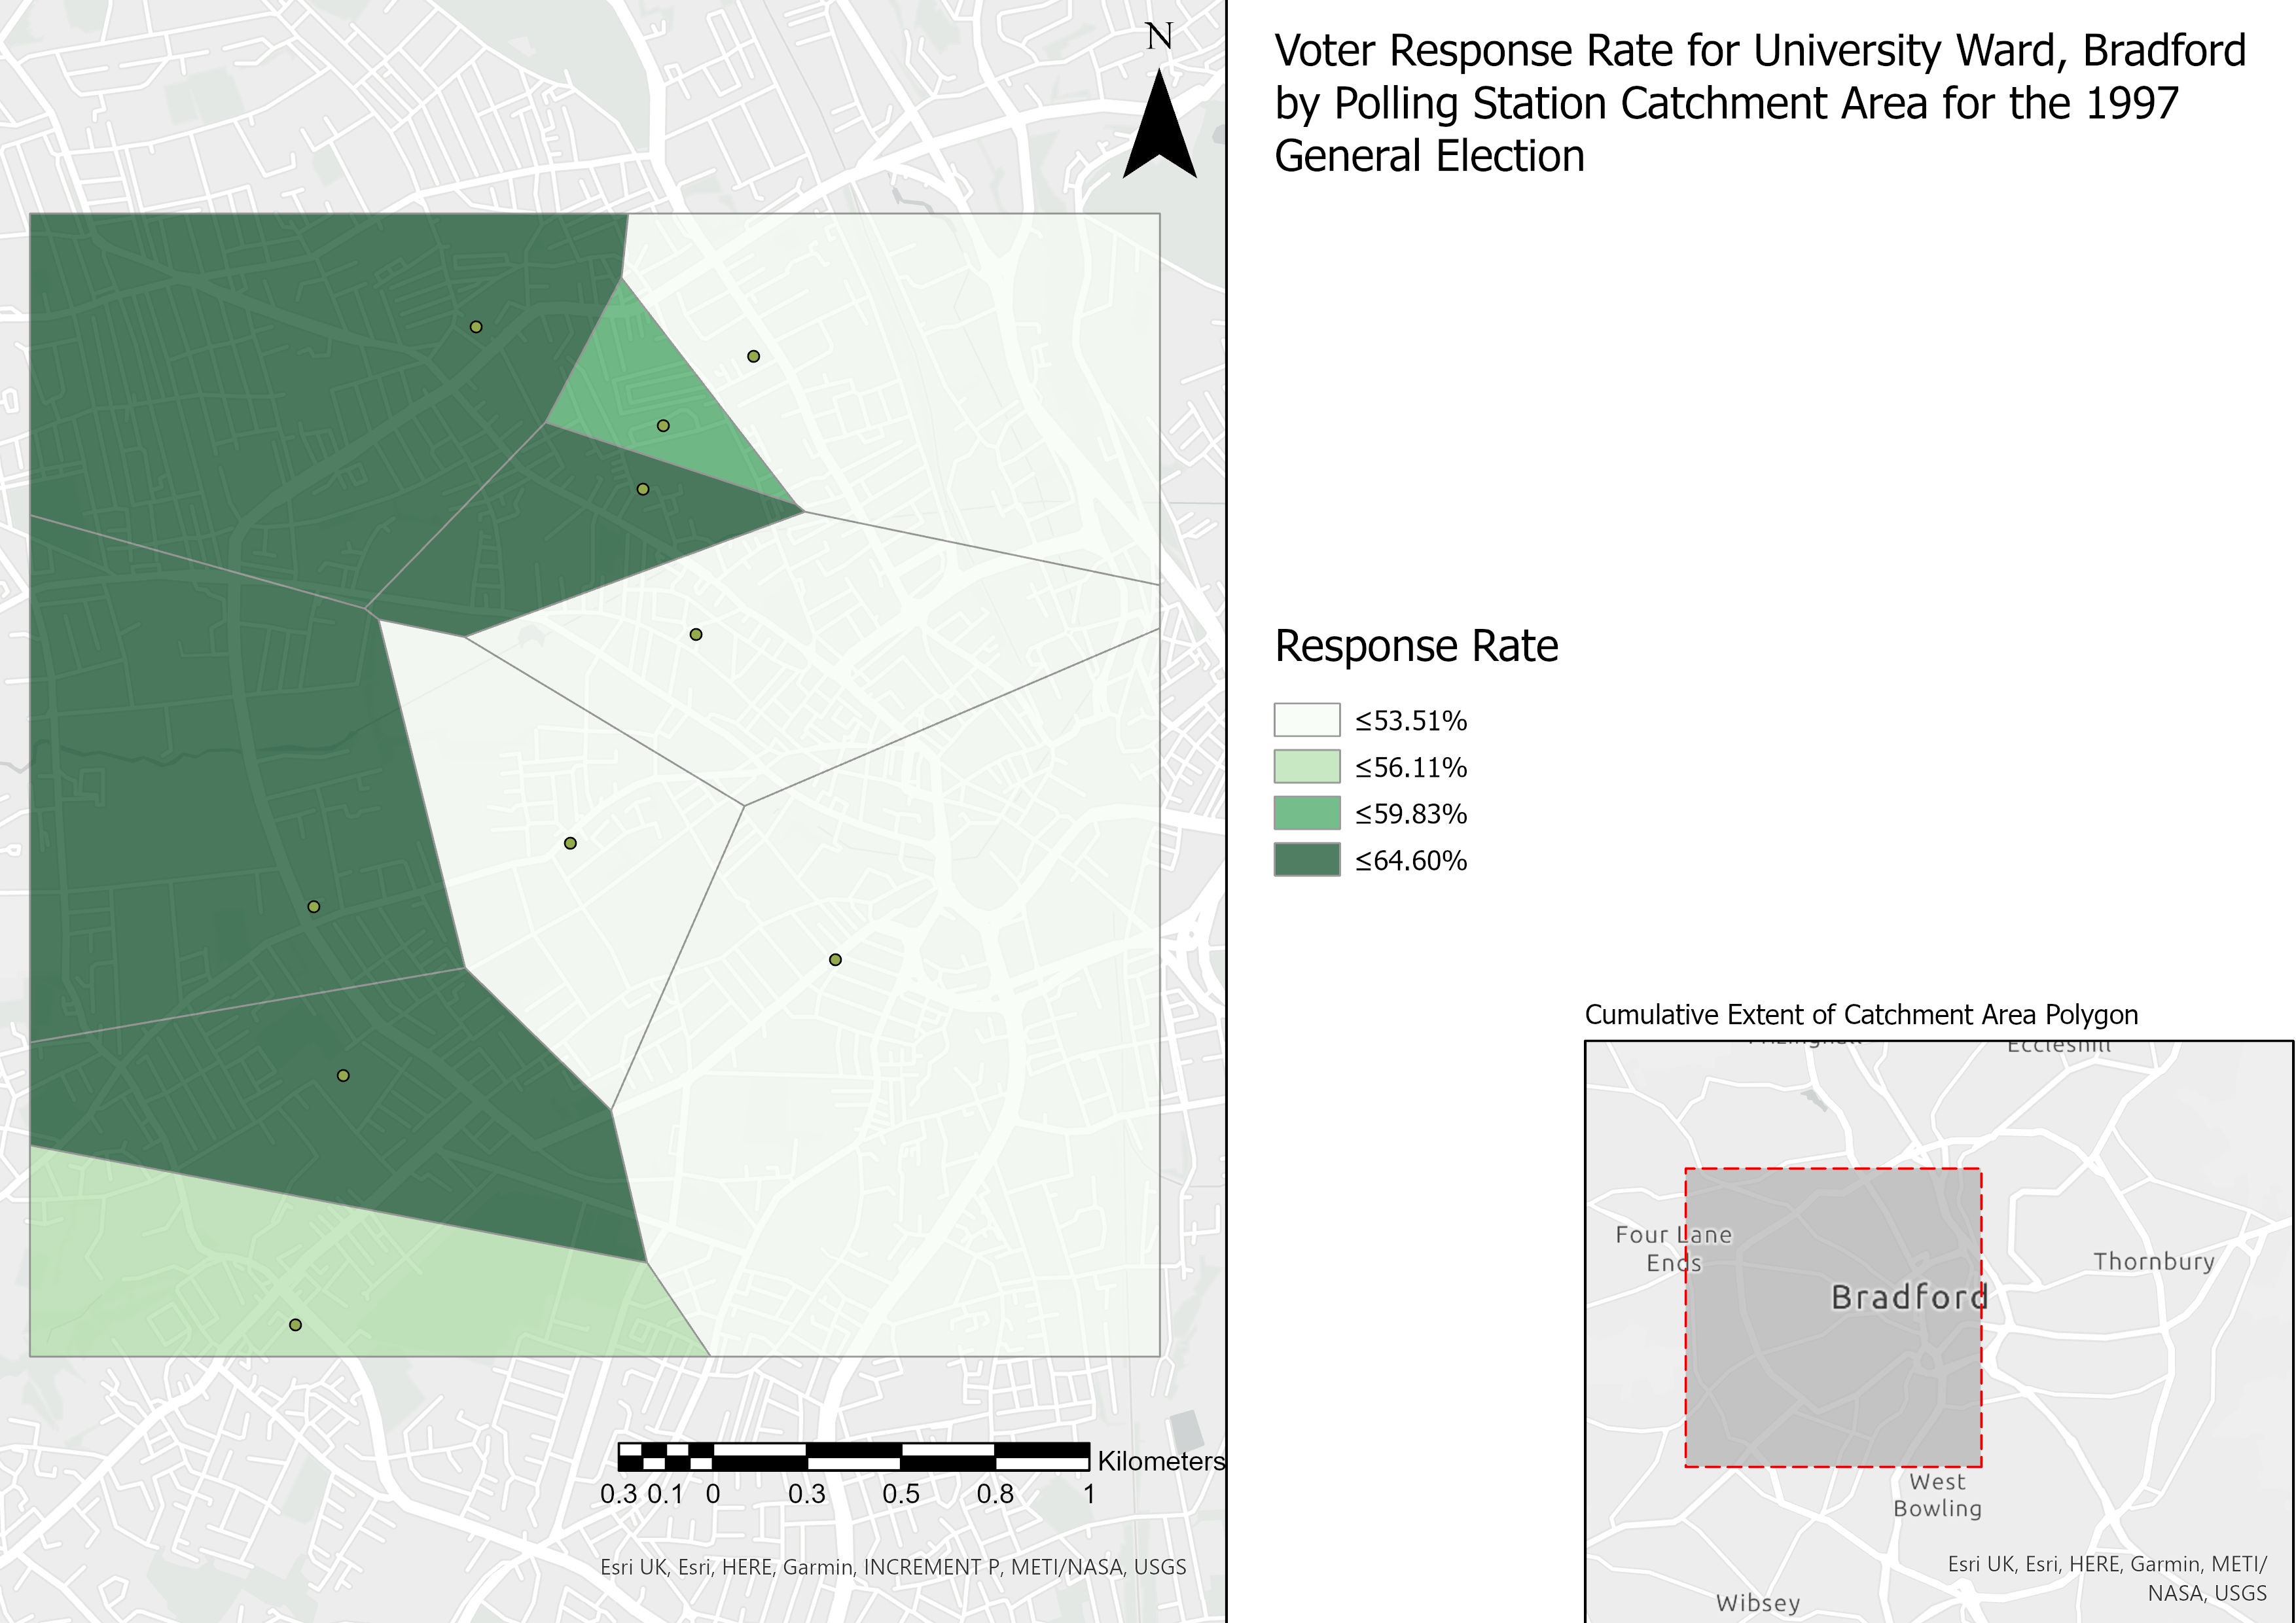 N
Voter Response Rate for University Ward, Bradford
by Polling Station Catchment Area for the 1997
General Election
Response Rate
≤53.51%
≤56.11%
≤59.83%
≤64.60%
Kilometers
0.3 0.1 0 0.3 0.5 0.8 1
Esri UK, Esri, HERE, Garmin, INCREMENT P, METI/NASA, USGS
Cumulative Extent of Catchment Area Polygon
Eccleshill
Four Lane
Ends
Thornbury
Bradford
West
Bowling
Esri UK, Esri, HERE, Garmin, METI/
NASA, USGS
Wibsey